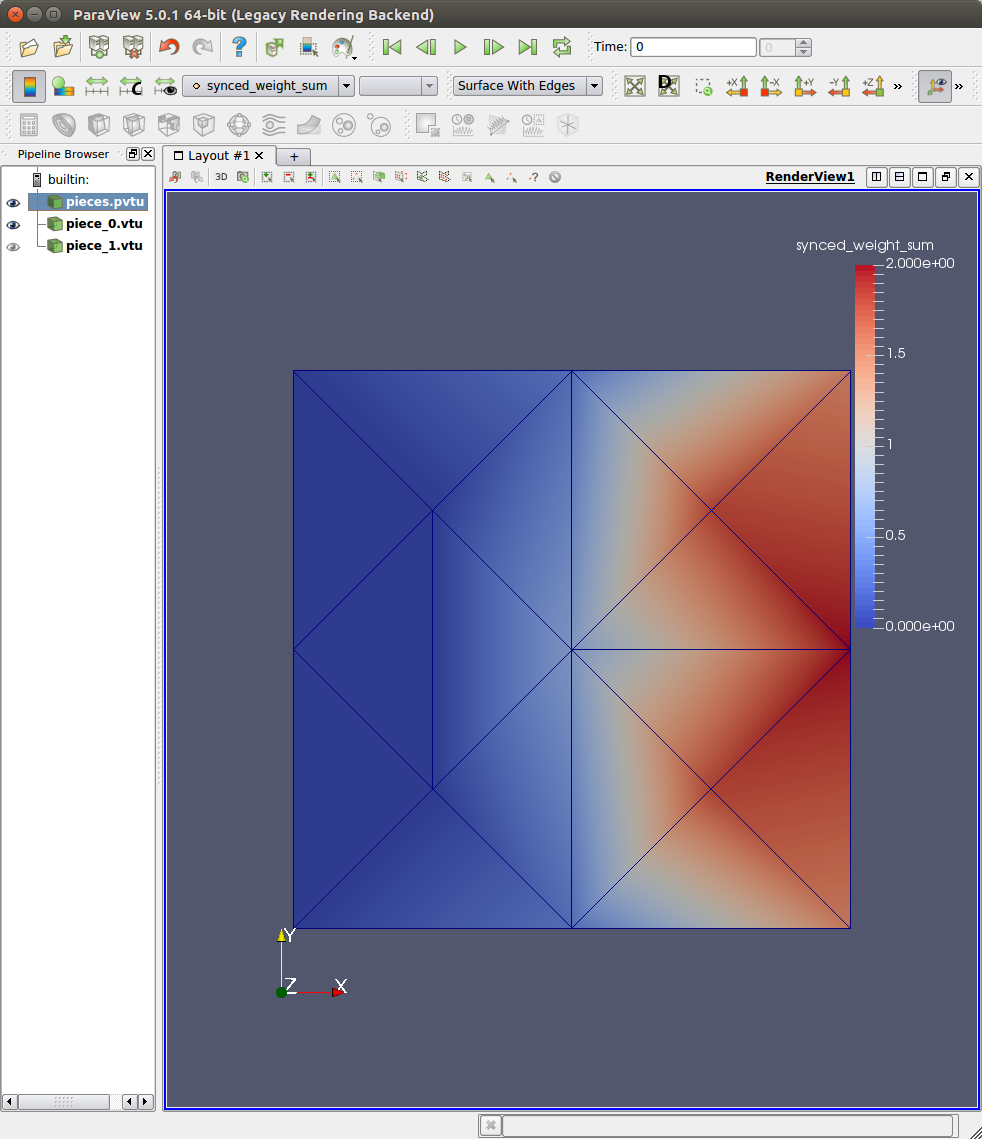 ParaView 5.0.1 64-bit (Legacy Rendering Backend)
? Time: 0 0
C synced_weight_sum Surface With Edges D +X -X +Y -Y +Z »  »
Pipeline Browser Layout #1 +
builtin: 3D ? RenderView1
pieces.pvtu
piece_0.vtu
piece_1.vtu
synced_weight_sum
2.000e+00
1.5
1
0.5
0.000e+00
Y
Z X